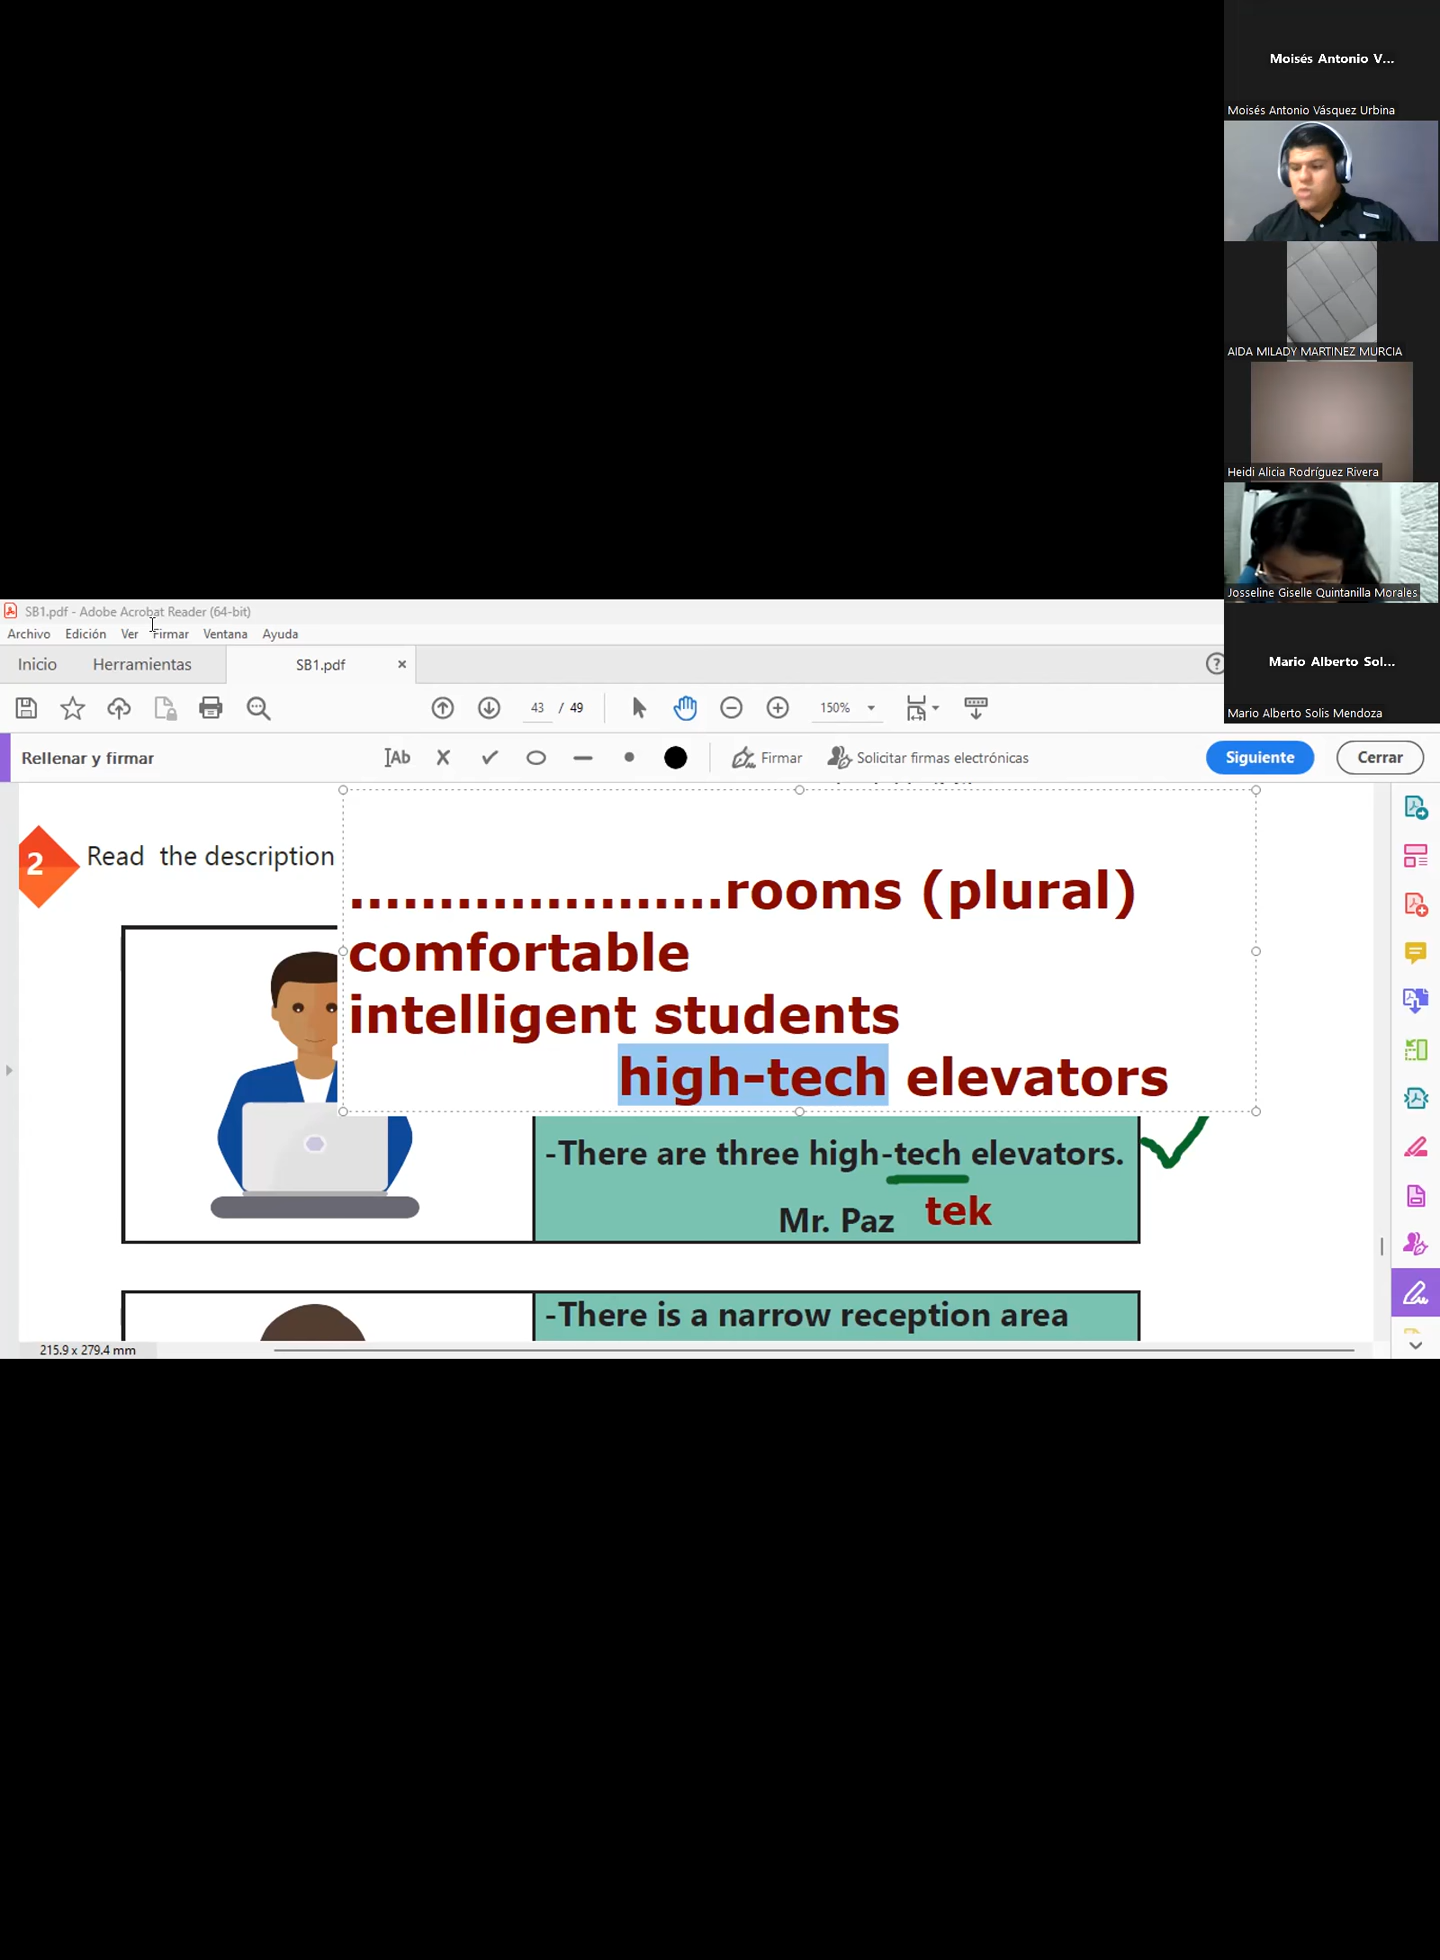 Moisés Antonio V...
Moisés Antonio Vásquez Urbina
AIDA MILADY MARTINEZ MURCIA
Heidi Alicia Rodríguez Rivera
Josseline Giselle Quintanilla Morales
Mario Alberto Sol...
Mario Alberto Solis Mendoza
SB1.pdf - Adobe Acrobat Reader (64-bit)
Archivo Edición Ver Firmar Ventana Ayuda
Inicio Herramientas SB1.pdf
43 / 49 150%
Rellenar y firmar Ab Firmar Solicitar firmas electrónicas Siguiente Cerrar
2 Read the description
.....................rooms (plural)
comfortable
intelligent students
high-tech elevators
-There are three high-tech elevators.
Mr. Paz tek
-There is a narrow reception area
215.9 x 279.4 mm